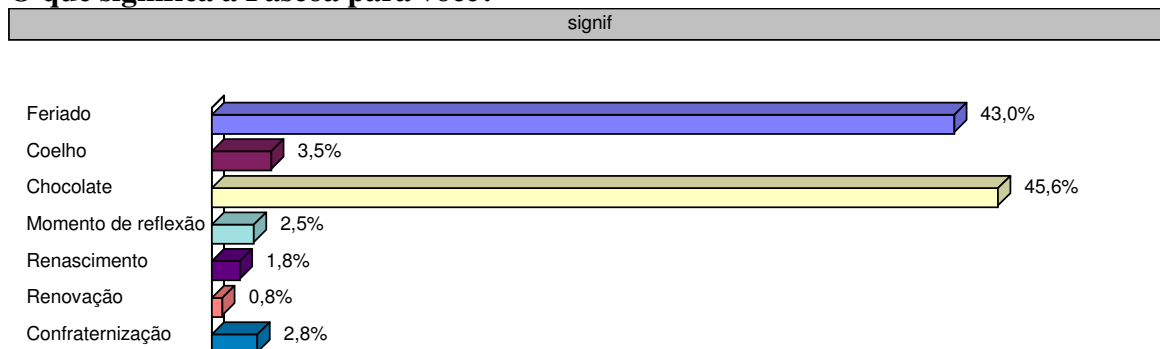 O que significa a Páscoa para você?
signif
Feriado 43,0%
Coelho 3,5%
Chocolate 45,6%
Momento de reflexão 2,5%
Renascimento 1,8%
Renovação 0,8%
Confraternização 2,8%